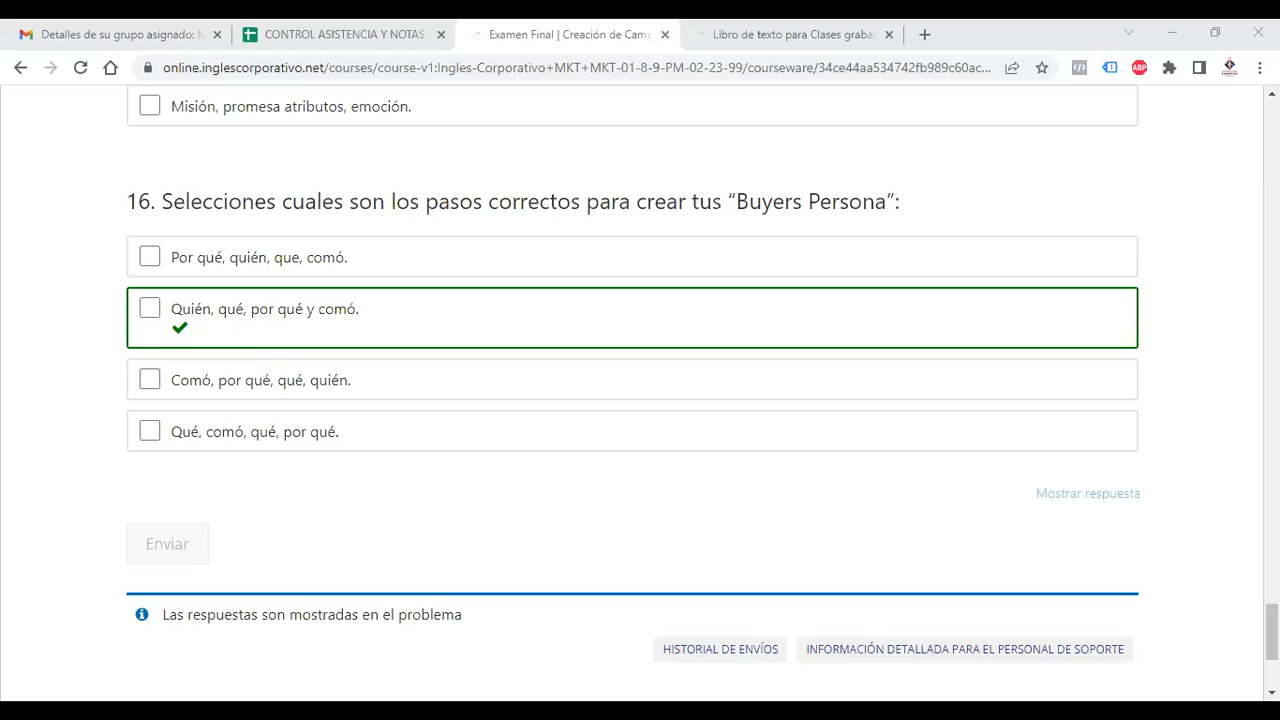 Detalles de su grupo asignado:
CONTROL ASISTENCIA Y NOTAS
Examen Final | Creación de Cam
Libro de texto para Clases graba
online.inglescorporativo.net/courses/course-v1:Ingles-Corporativo+MKT+MKT-01-8-9-PM-02-23-99/courseware/34ce44aa534742fb989c60ac...
ABP
Misión, promesa atributos, emoción.
16. Selecciones cuales son los pasos correctos para crear tus “Buyers Persona”:
Por qué, quién, que, comó.
Quién, qué, por qué y comó.
Comó, por qué, qué, quién.
Qué, comó, qué, por qué.
Mostrar respuesta
Enviar
Las respuestas son mostradas en el problema
HISTORIAL DE ENVÍOS
INFORMACIÓN DETALLADA PARA EL PERSONAL DE SOPORTE